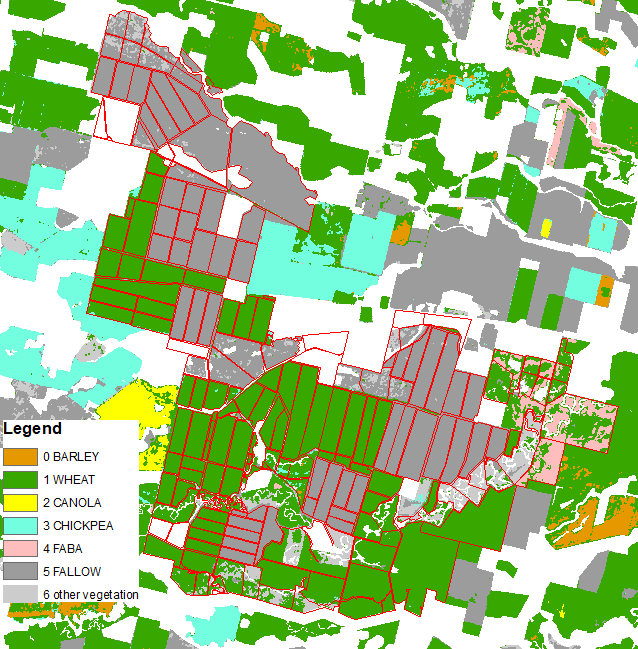 Legend
0 BARLEY
1 WHEAT
2 CANOLA
3 CHICKPEA
4 FABA
5 FALLOW
6 other vegetation